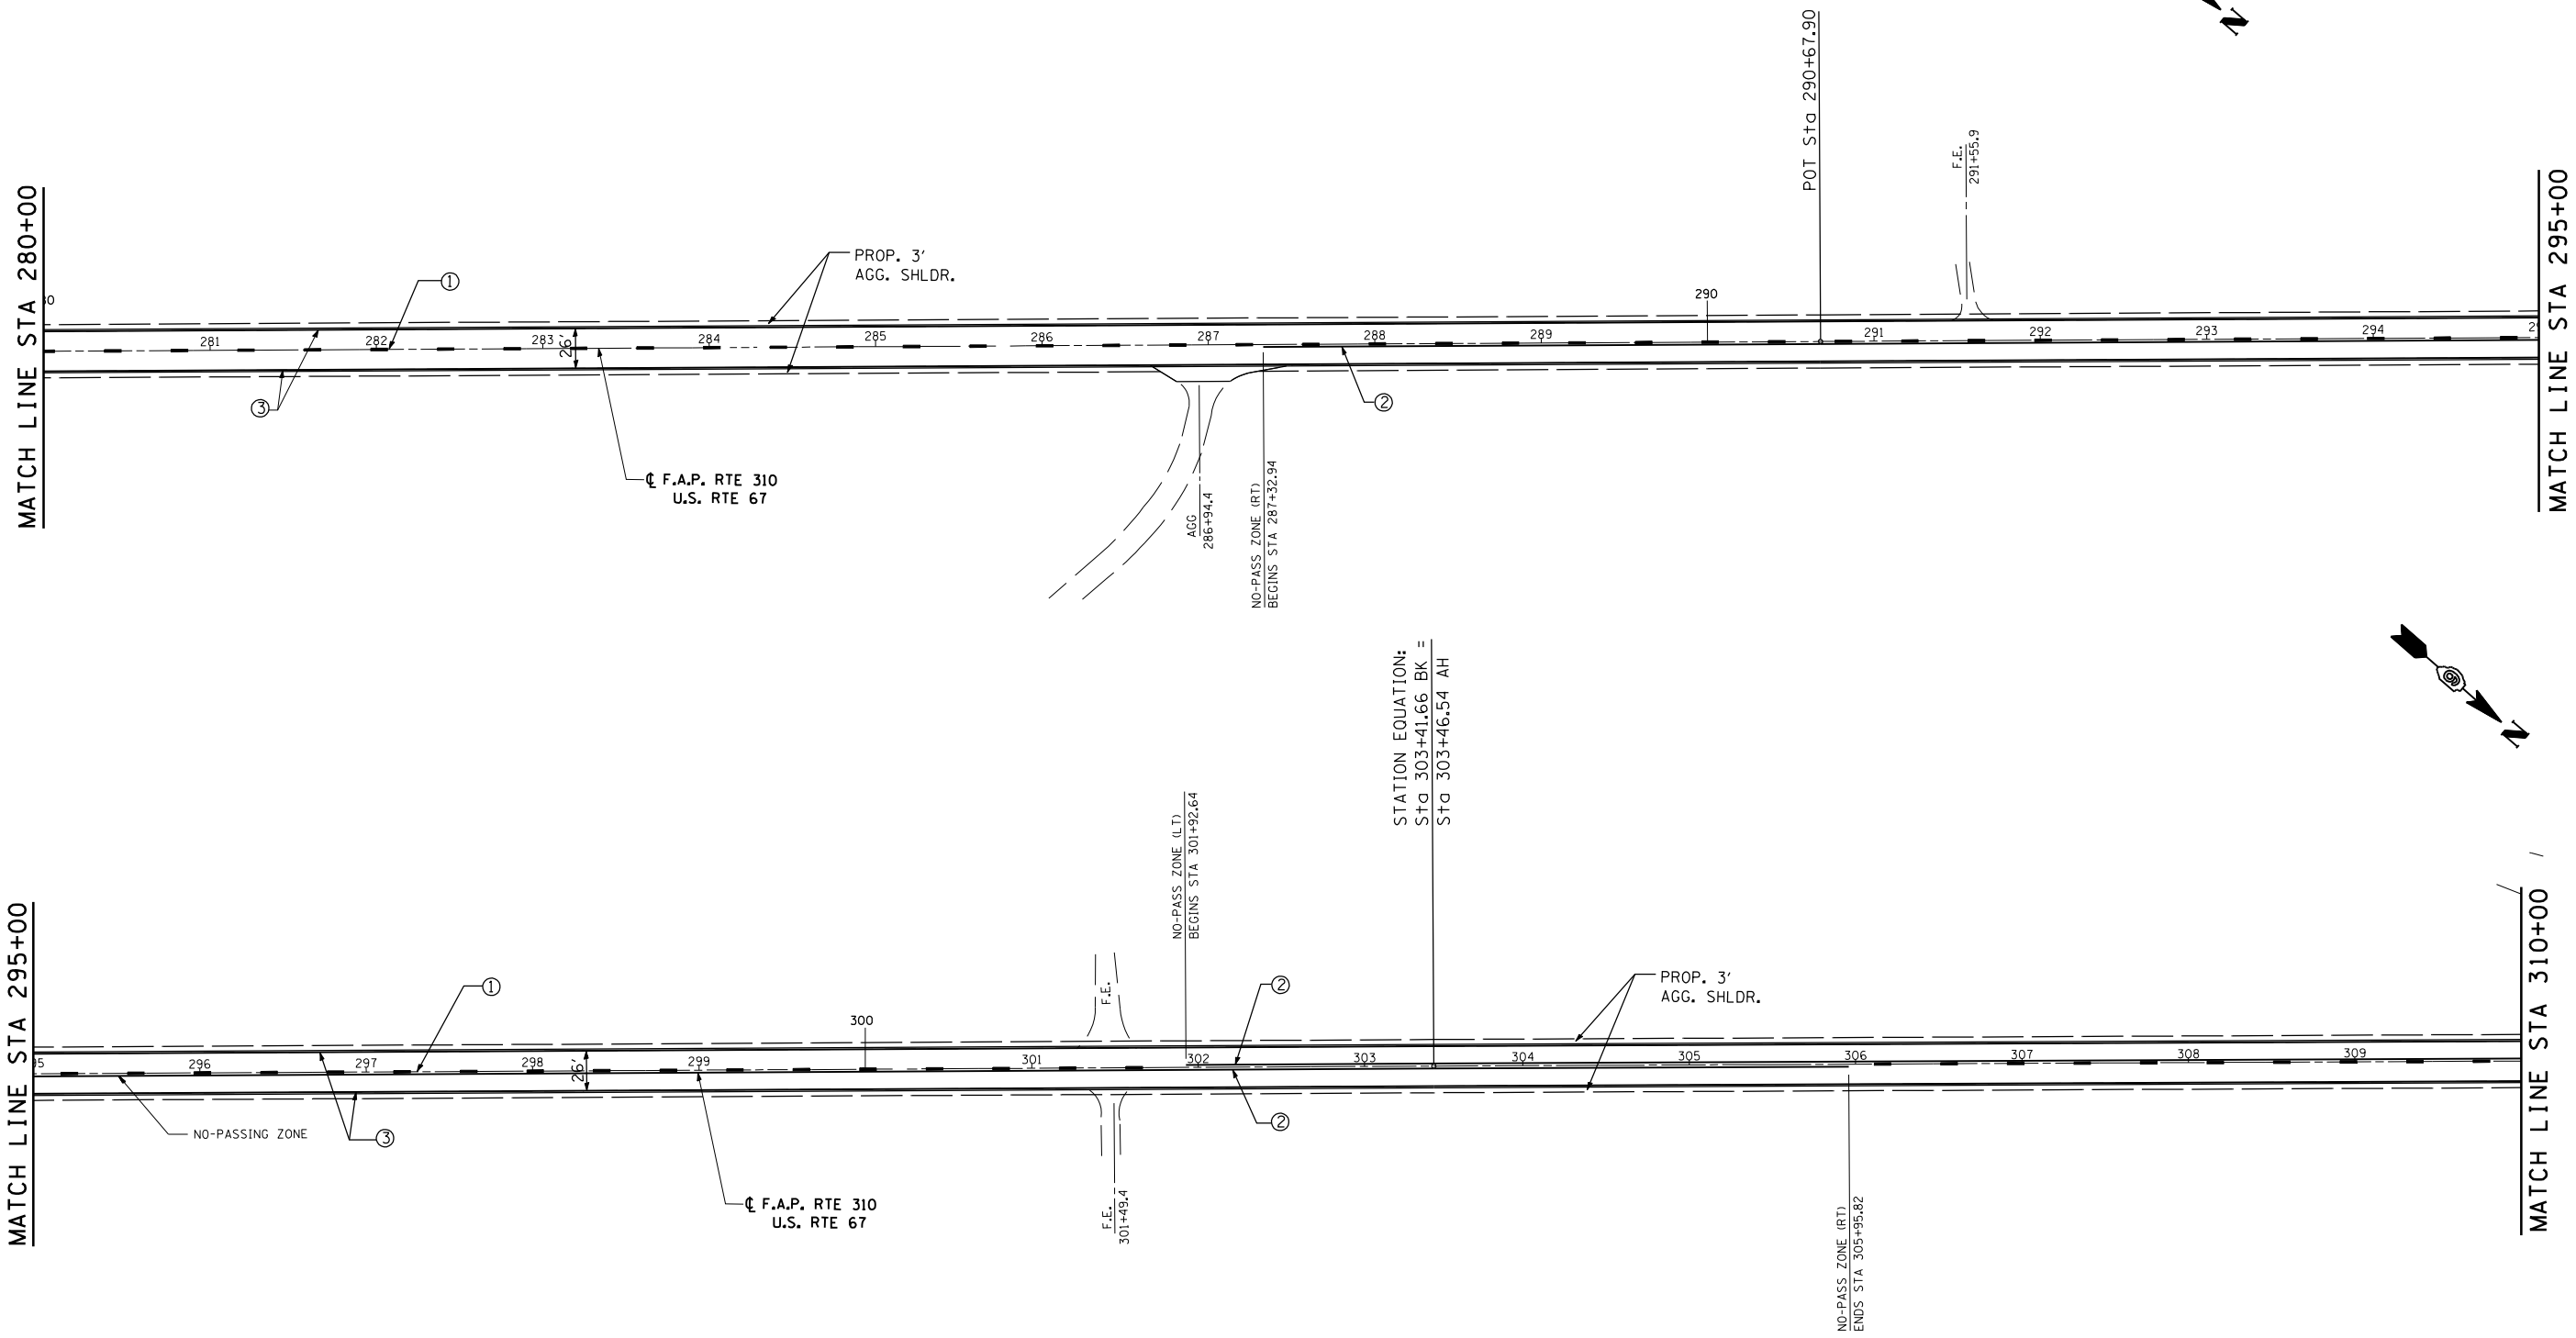 N
POT Sta 290+67.90
F.E.
291+55.9
MATCH LINE STA 280+00
MATCH LINE STA 295+00
PROP. 3'
AGG. SHLDR.
1
290
281 282 283 284 285 286 287 288 289 291 292 293 294
26'
3
2
℄ F.A.P. RTE 310
U.S. RTE 67
AGG
286+94.4
NO-PASS ZONE (RT)
BEGINS STA 287+32.94
N
STATION EQUATION:
Sta 303+41.66 BK =
Sta 303+46.54 AH
NO-PASS ZONE (LT)
BEGINS STA 301+92.64
MATCH LINE STA 295+00
MATCH LINE STA 310+00
1
F.E.
2
PROP. 3'
AGG. SHLDR.
300
296 297 298 299 301 302 303 304 305 306 307 308 309
26'
NO-PASSING ZONE
3
2
℄ F.A.P. RTE 310
U.S. RTE 67
F.E.
301+49.4
NO-PASS ZONE (RT)
ENDS STA 305+95.82